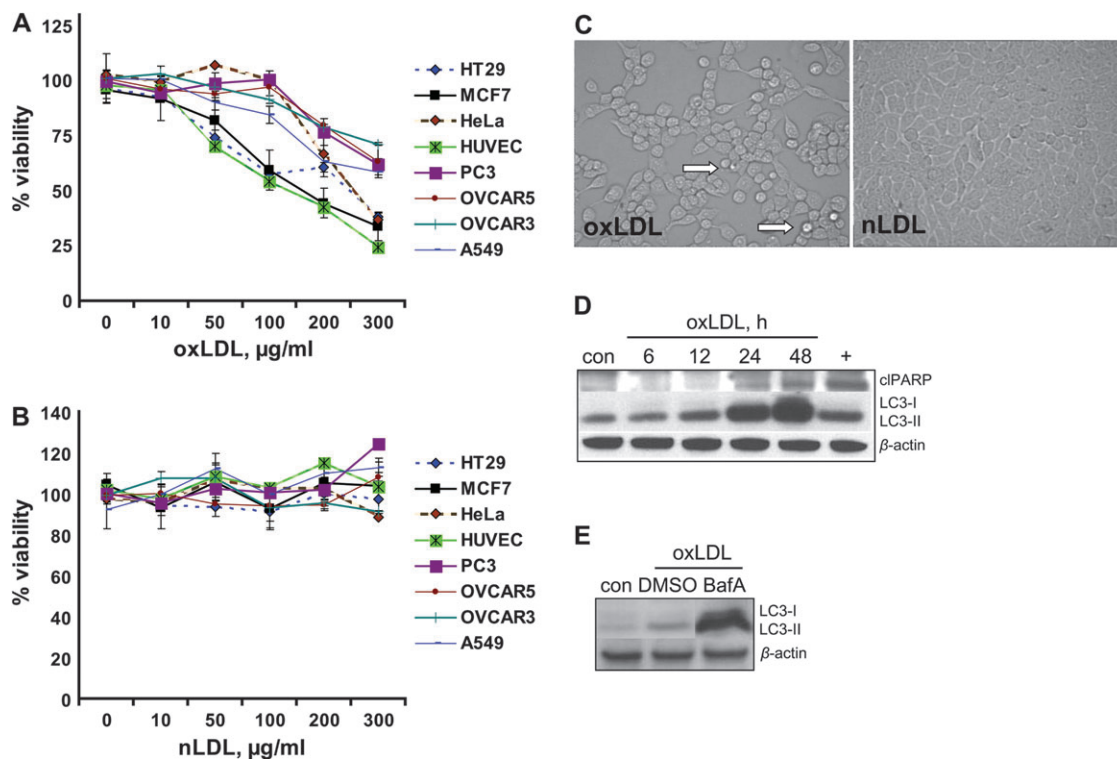 A
125
100
75
50
25
0
% viability
0 10 50 100 200 300
oxLDL, µg/ml
HT29
MCF7
HeLa
HUVEC
PC3
OVCAR5
OVCAR3
A549
B
140
120
100
80
60
40
20
0
% viability
0 10 50 100 200 300
nLDL, µg/ml
HT29
MCF7
HeLa
HUVEC
PC3
OVCAR5
OVCAR3
A549
C
oxLDL
nLDL
D
oxLDL, h
con 6 12 24 48 +
clPARP
LC3-I
LC3-II
β-actin
E
oxLDL
con DMSO BafA
LC3-I
LC3-II
β-actin